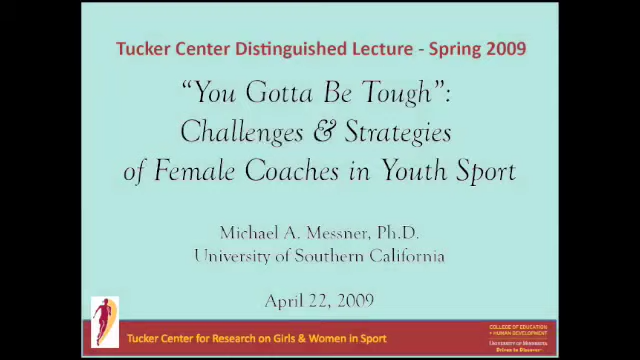 Tucker Center Distinguished Lecture - Spring 2009
“You Gotta Be Tough”:
Challenges & Strategies
of Female Coaches in Youth Sport
Michael A. Messner, Ph.D.
University of Southern California
April 22, 2009
Tucker Center for Research on Girls & Women in Sport
COLLEGE OF EDUCATION
+ HUMAN DEVELOPMENT
UNIVERSITY OF MINNESOTA
Driven to Discover